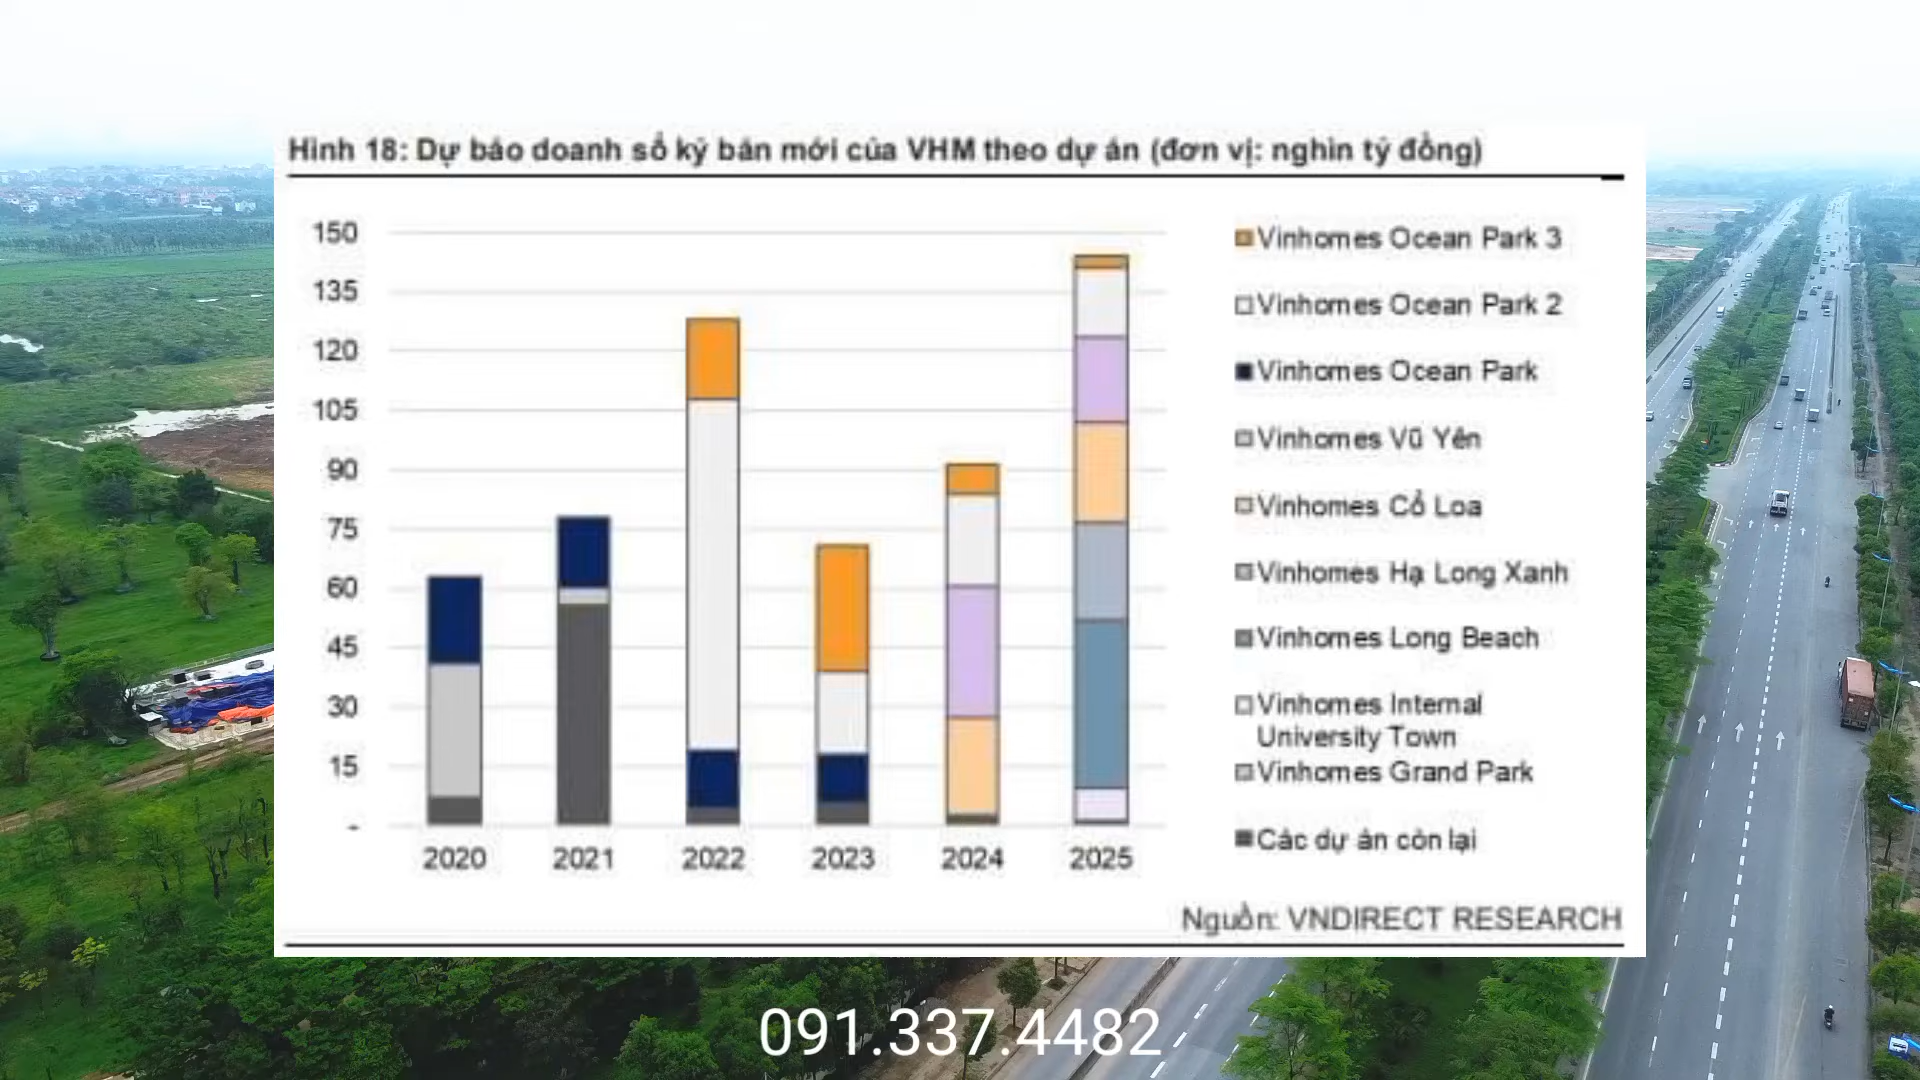 Hình 18: Dự báo doanh số ký bán mới của VHM theo dự án (đơn vị: nghìn tỷ đồng)
150
135
120
105
90
75
60
45
30
15
-
2020 2021 2022 2023 2024 2025
Vinhomes Ocean Park 3
Vinhomes Ocean Park 2
Vinhomes Ocean Park
Vinhomes Vũ Yên
Vinhomes Cổ Loa
Vinhomes Hạ Long Xanh
Vinhomes Long Beach
Vinhomes Internal
University Town
Vinhomes Grand Park
Các dự án còn lại
Nguồn: VNDIRECT RESEARCH
091.337.4482